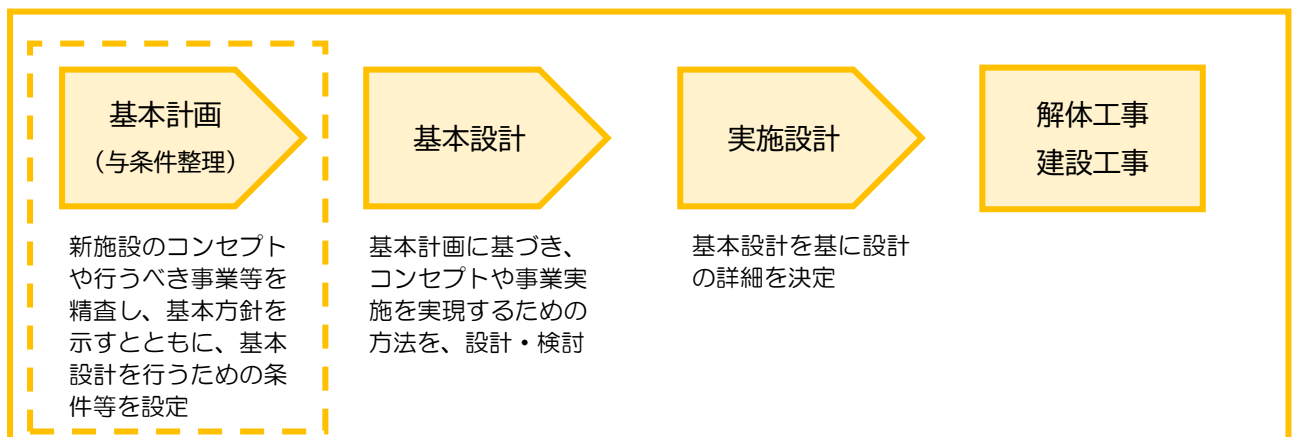 基本計画
（与条件整理）
新施設のコンセプト
や行うべき事業等を
精査し、基本方針を
示すとともに、基本
設計を行うための条
件等を設定
基本設計
基本計画に基づき、
コンセプトや事業実
施を実現するための
方法を、設計・検討
実施設計
基本設計を基に設計
の詳細を決定
解体工事
建設工事